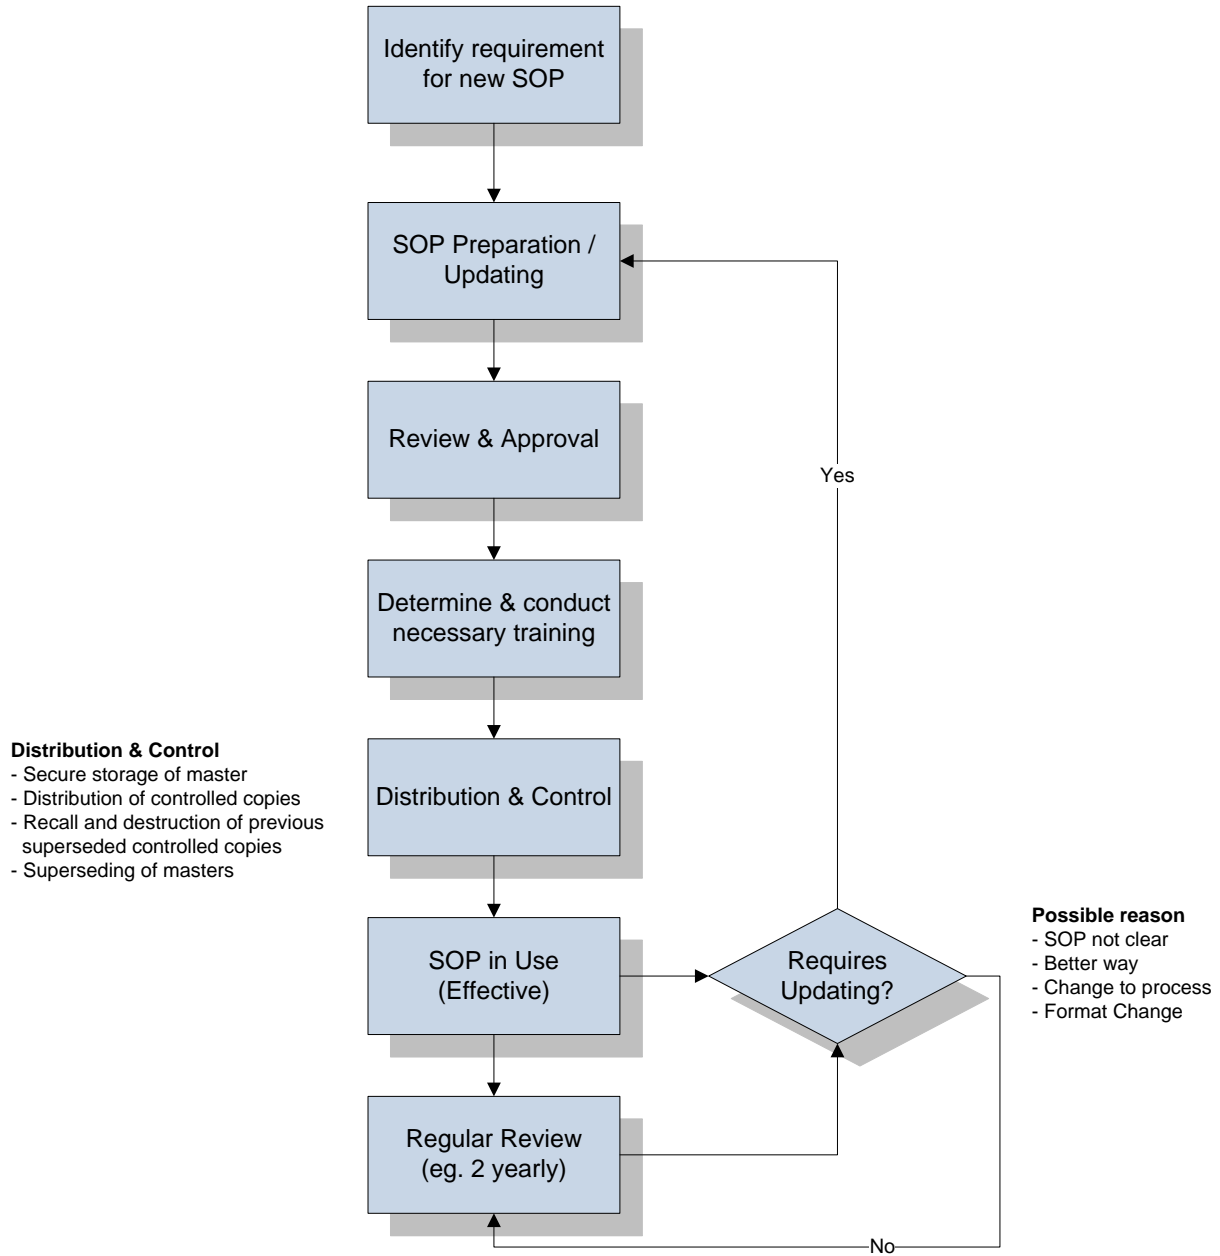 Identify requirement
for new SOP
SOP Preparation /
Updating
Review & Approval
Yes
Determine & conduct
necessary training
Distribution & Control
- Secure storage of master
- Distribution of controlled copies
- Recall and destruction of previous
superseded controlled copies
- Superseding of masters
Distribution & Control
SOP in Use
(Effective)
Requires
Updating?
Possible reason
- SOP not clear
- Better way
- Change to process
- Format Change
Regular Review
(eg. 2 yearly)
No